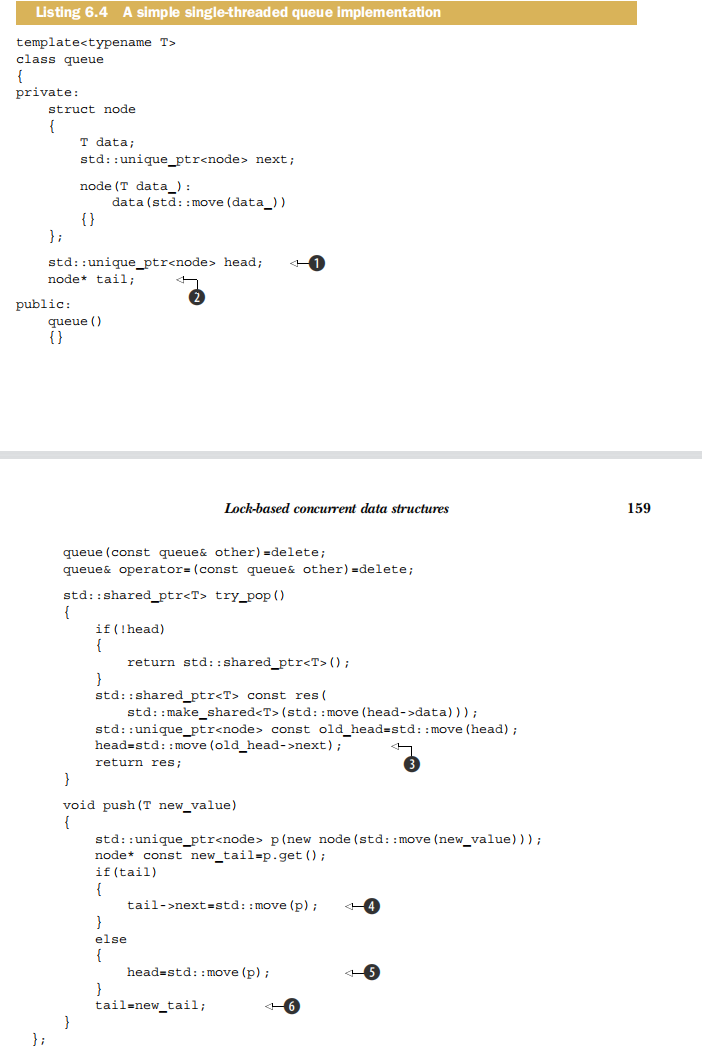 Listing 6.4 A simple single-threaded queue implementation
template<typename T>
class queue
{
private:
    struct node
    {
        T data;
        std::unique_ptr<node> next;
        node(T data_):
            data(std::move(data_))
        {}
    };
    std::unique_ptr<node> head; 1
    node* tail;
2
public:
    queue()
    {}
Lock-based concurrent data structures 159
    queue(const queue& other)=delete;
    queue& operator=(const queue& other)=delete;
    std::shared_ptr<T> try_pop()
    {
        if(!head)
        {
            return std::shared_ptr<T>();
        }
        std::shared_ptr<T> const res(
            std::make_shared<T>(std::move(head->data)));
        std::unique_ptr<node> const old_head=std::move(head);
        head=std::move(old_head->next);
        return res; 3
    }
    void push(T new_value)
    {
        std::unique_ptr<node> p(new node(std::move(new_value)));
        node* const new_tail=p.get();
        if(tail)
        {
            tail->next=std::move(p); 4
        }
        else
        {
            head=std::move(p); 5
        }
        tail=new_tail; 6
    }
};